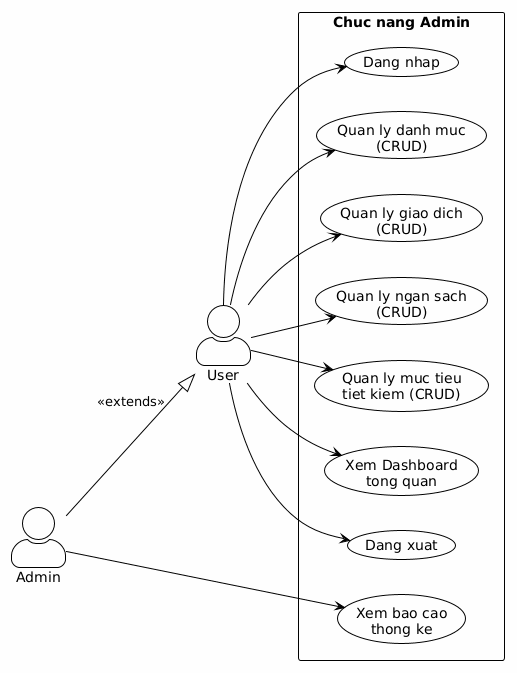 Chuc nang Admin
Dang nhap
Quan ly danh muc
(CRUD)
Quan ly giao dich
(CRUD)
Quan ly ngan sach
(CRUD)
User
Quan ly muc tieu
tiet kiem (CRUD)
«extends»
Xem Dashboard
tong quan
Dang xuat
Admin
Xem bao cao
thong ke